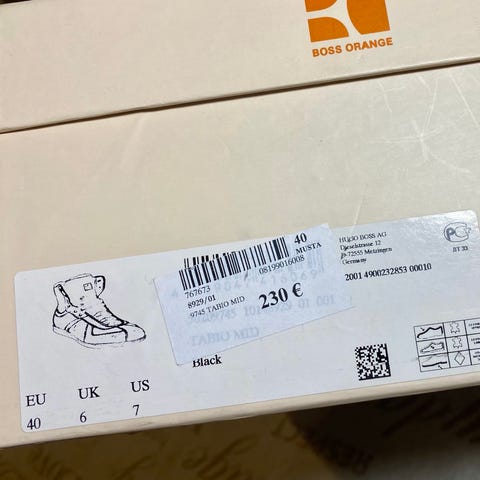 BOSS ORANGE
40
MUSTA
08199016008
767673
8929/01
9745 TABIO MID
230 €
TABIO MID
Black
HUGO BOSS AG
Dieselstrasse 12
D-72555 Metzingen
Germany
2001 4900232853 00010
EU UK US
40 6 7